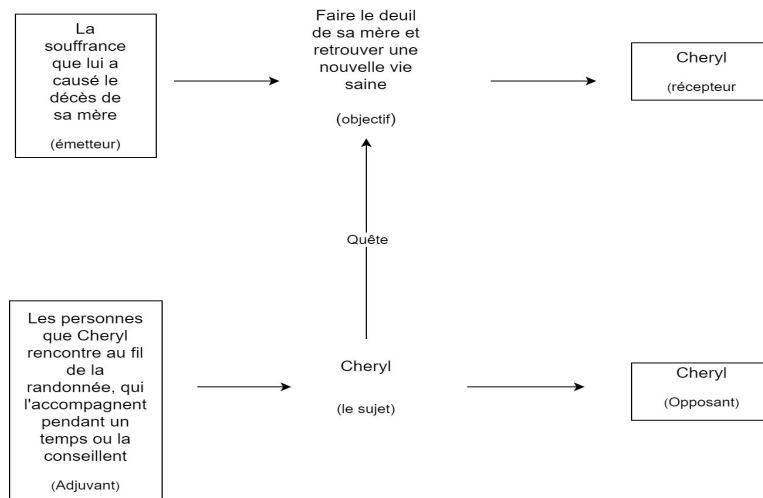 La
souffrance
que lui a
causé le
décès de
sa mère
(émetteur)
Faire le deuil
de sa mère et
retrouver une
nouvelle vie
saine
(objectif)
Cheryl
(récepteur
Quête
Les personnes
que Cheryl
rencontre au fil
de la
randonnée, qui
l'accompagnent
pendant un
temps ou la
conseillent
(Adjuvant)
Cheryl
(le sujet)
Cheryl
(Opposant)